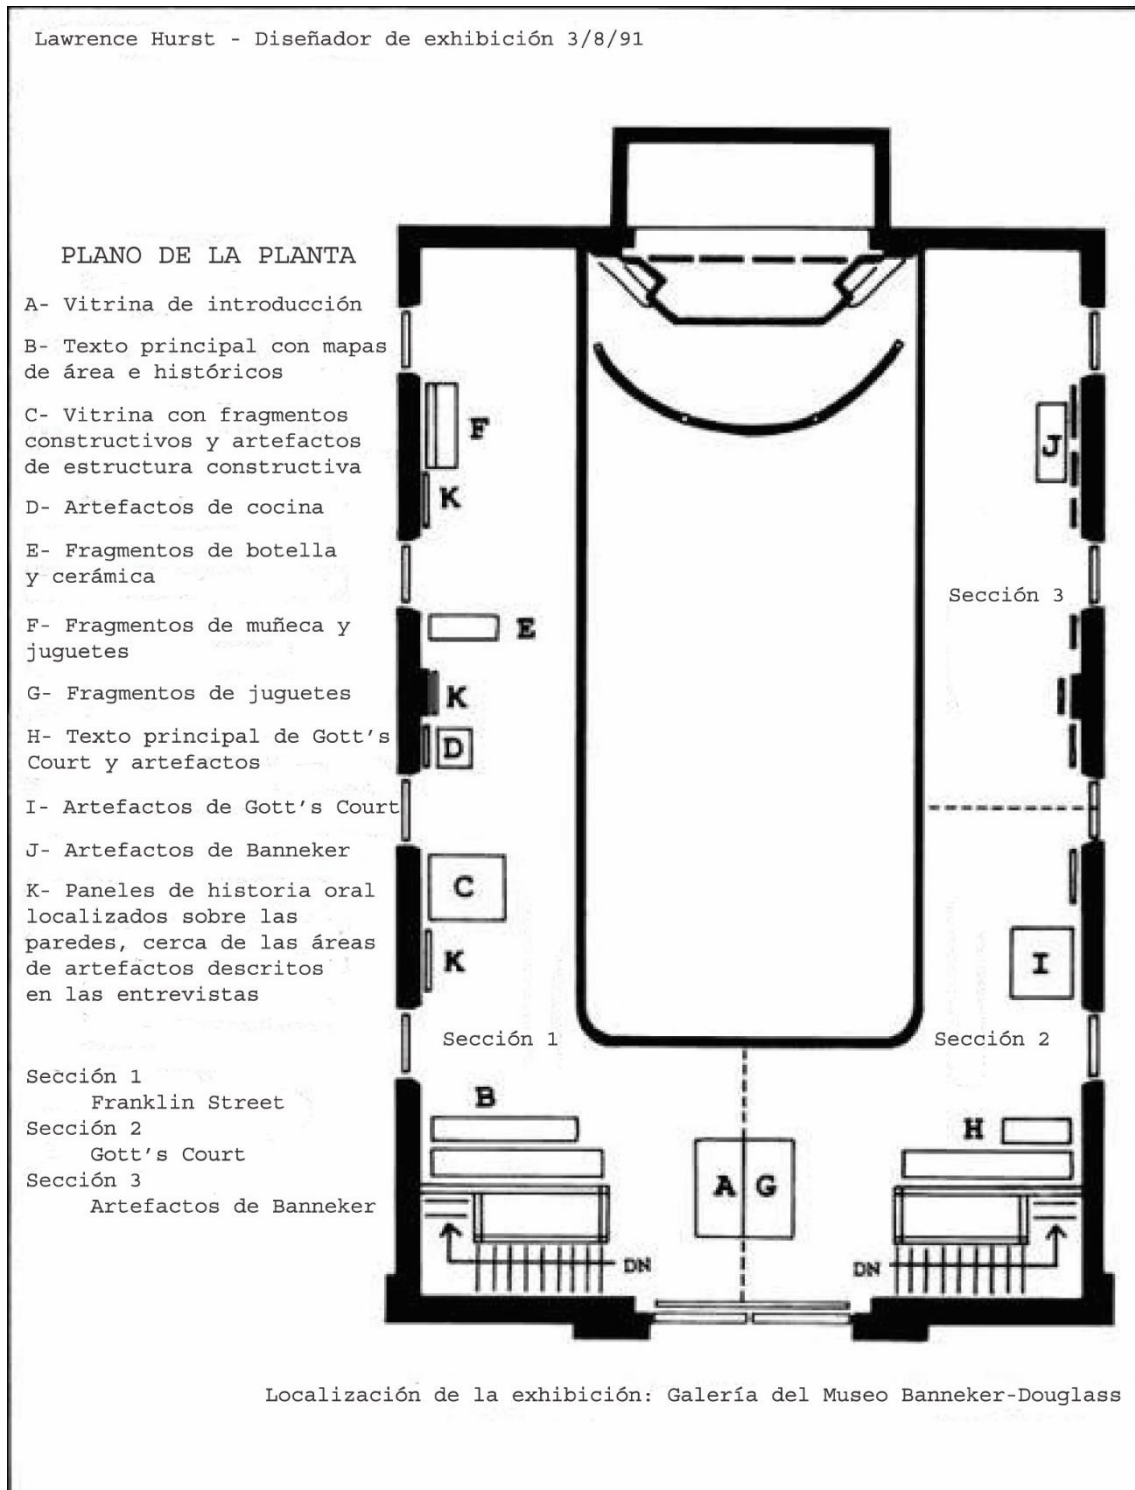 Lawrence Hurst - Diseñador de exhibición 3/8/91
PLANO DE LA PLANTA
A- Vitrina de introducción
B- Texto principal con mapas
de área e históricos
C- Vitrina con fragmentos
constructivos y artefactos
de estructura constructiva
D- Artefactos de cocina
E- Fragmentos de botella
y cerámica
F- Fragmentos de muñeca y
juguetes
G- Fragmentos de juguetes
H- Texto principal de Gott's
Court y artefactos
I- Artefactos de Gott's Court
J- Artefactos de Banneker
K- Paneles de historia oral
localizados sobre las
paredes, cerca de las áreas
de artefactos descritos
en las entrevistas
Sección 1
Franklin Street
Sección 2
Gott's Court
Sección 3
Artefactos de Banneker
F
K
J
Sección 3
E
K
D
C
K
I
Sección 1
Sección 2
B
H
A G
DN
DN
Localización de la exhibición: Galería del Museo Banneker-Douglass